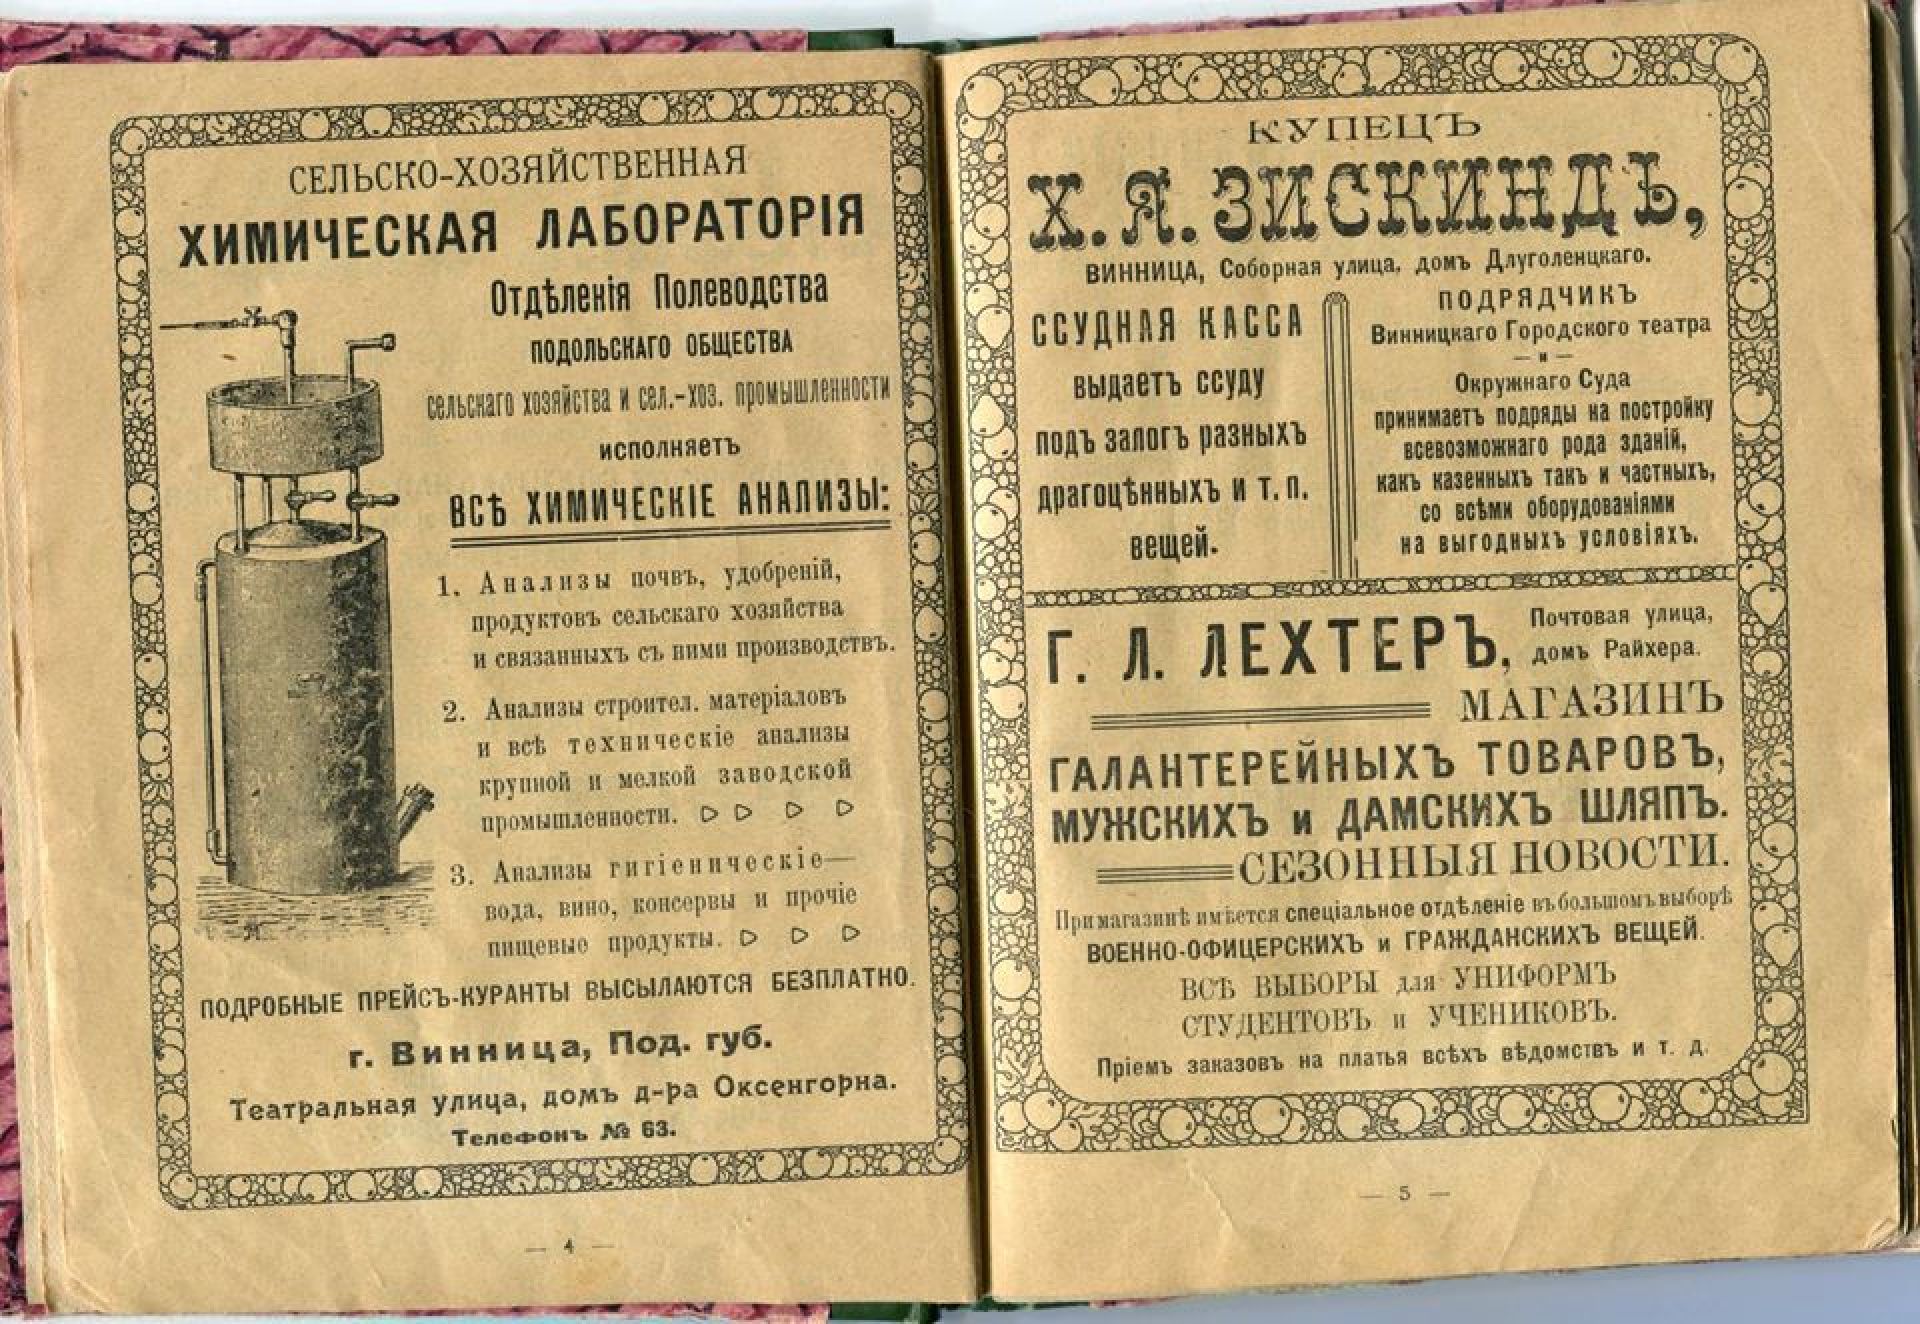 СЕЛЬСКО-ХОЗЯЙСТВЕННАЯ
ХИМИЧЕСКАЯ ЛАБОРАТОРІЯ
Отдѣленія Полеводства
ПОДОЛЬСКАГО ОБЩЕСТВА
сельскаго хозяйства и сел.-хоз. промышленности
исполняетъ
ВСѢ ХИМИЧЕСКІЕ АНАЛИЗЫ:
1. Анализы почвъ, удобреній,
продуктовъ сельскаго хозяйства
и связанныхъ съ ними производствъ.
2. Анализы строител. матеріаловъ
и всѣ техническіе анализы
крупной и мелкой заводской
промышленности.
3. Анализы гигіеническіе—
вода, вино, консервы и прочіе
пищевые продукты.
ПОДРОБНЫЕ ПРЕЙСЪ-КУРАНТЫ ВЫСЫЛАЮТСЯ БЕЗПЛАТНО.
г. Винница, Под. губ.
Театральная улица, домъ д-ра Оксенгорна.
Телефонъ № 63.
— 4 —
КУПЕЦЪ
Х. Я. ЗИСКИНДЪ,
ВИННИЦА, Соборная улица, домъ Длуголенцкаго.
ССУДНАЯ КАССА
выдаетъ ссуду
подъ залогъ разныхъ
драгоцѣнныхъ и т. п.
вещей.
ПОДРЯДЧИКЪ
Винницкаго Городского театра
— и —
Окружнаго Суда
принимаетъ подряды на постройку
всевозможнаго рода зданій,
какъ казенныхъ такъ и частныхъ,
со всѣми оборудованіями
на выгодныхъ условіяхъ.
Г. Л. ЛЕХТЕРЪ,
Почтовая улица,
домъ Райхера.
МАГАЗИНЪ
ГАЛАНТЕРЕЙНЫХЪ ТОВАРОВЪ,
МУЖСКИХЪ и ДАМСКИХЪ ШЛЯПЪ.
СЕЗОННЫЯ НОВОСТИ.
При магазинѣ имѣется спеціальное отдѣленіе въ большомъ выборѣ
ВОЕННО-ОФИЦЕРСКИХЪ и ГРАЖДАНСКИХЪ ВЕЩЕЙ.
ВСѢ ВЫБОРЫ для УНИФОРМЪ
СТУДЕНТОВЪ и УЧЕНИКОВЪ.
Пріемъ заказовъ на платья всѣхъ вѣдомствъ и т. д.
— 5 —